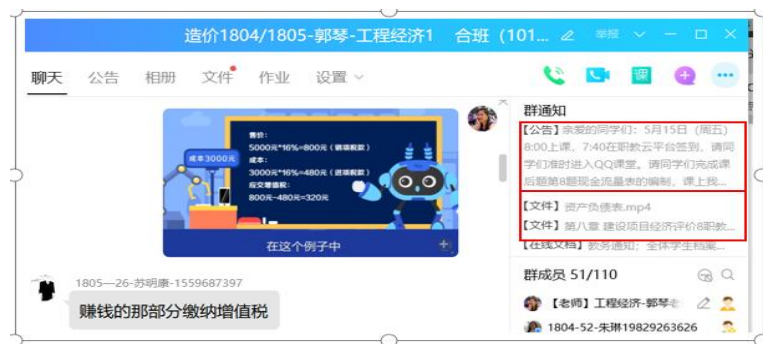 造价1804/1805-郭琴-工程经济1 合班（101... 举报
聊天 公告 相册 文件 作业 设置
课
售价：
5000元*16%=800元（销项税款）
成本：
3000元*16%=480元（进项税款）
应交增值税：
800元-480元=320元
成本3000元
在这个例子中
1805—26-苏明康-1559687397
赚钱的那部分缴纳增值税
群通知
【公告】亲爱的同学们：5月15日（周五）
8:00上课，7:40在职教云平台签到，请同
学们准时进入QQ课堂。请同学们完成课
后题第8题现金流量表的编制，课上我...
【文件】资产负债表.mp4
【文件】第八章 建设项目经济评价8职教...
【在线文档】教务通知：全体学生档案...
群成员 51/110
【老师】工程经济-郭琴
1804-52-朱琳19829263626